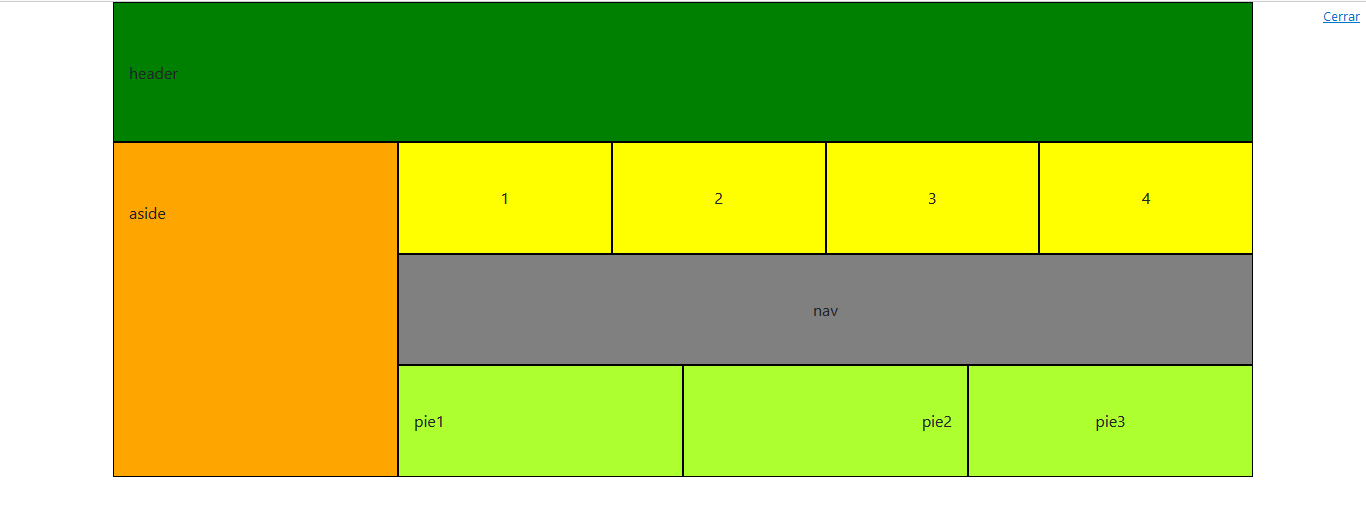 Cerrar
header
aside
1
2
3
4
nav
pie1
pie2
pie3